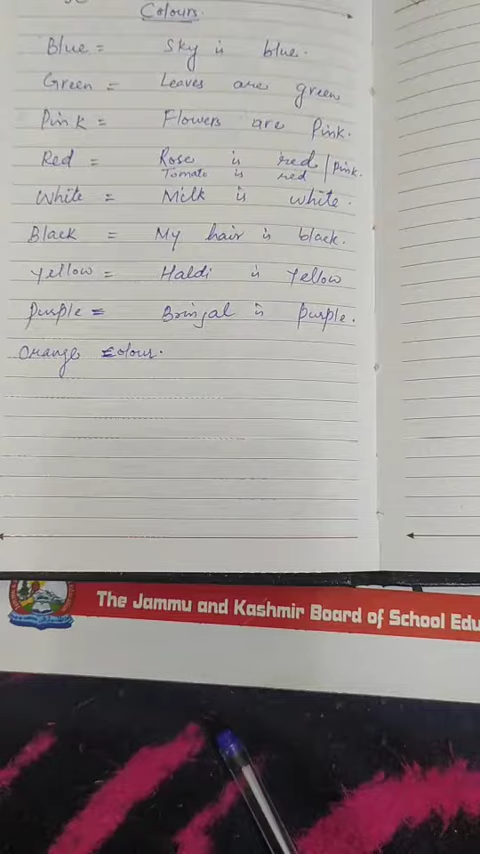 Colours.
Blue = Sky is blue.
Green = Leaves are green
Pink = Flowers are Pink.
Red = Rose is red / Pink.
Tomato is red
White = Milk is white.
Black = My hair is black.
Yellow = Haldi is Yellow
Purple = Brinjal is purple.
Orange colour.
The Jammu and Kashmir Board of School Edu